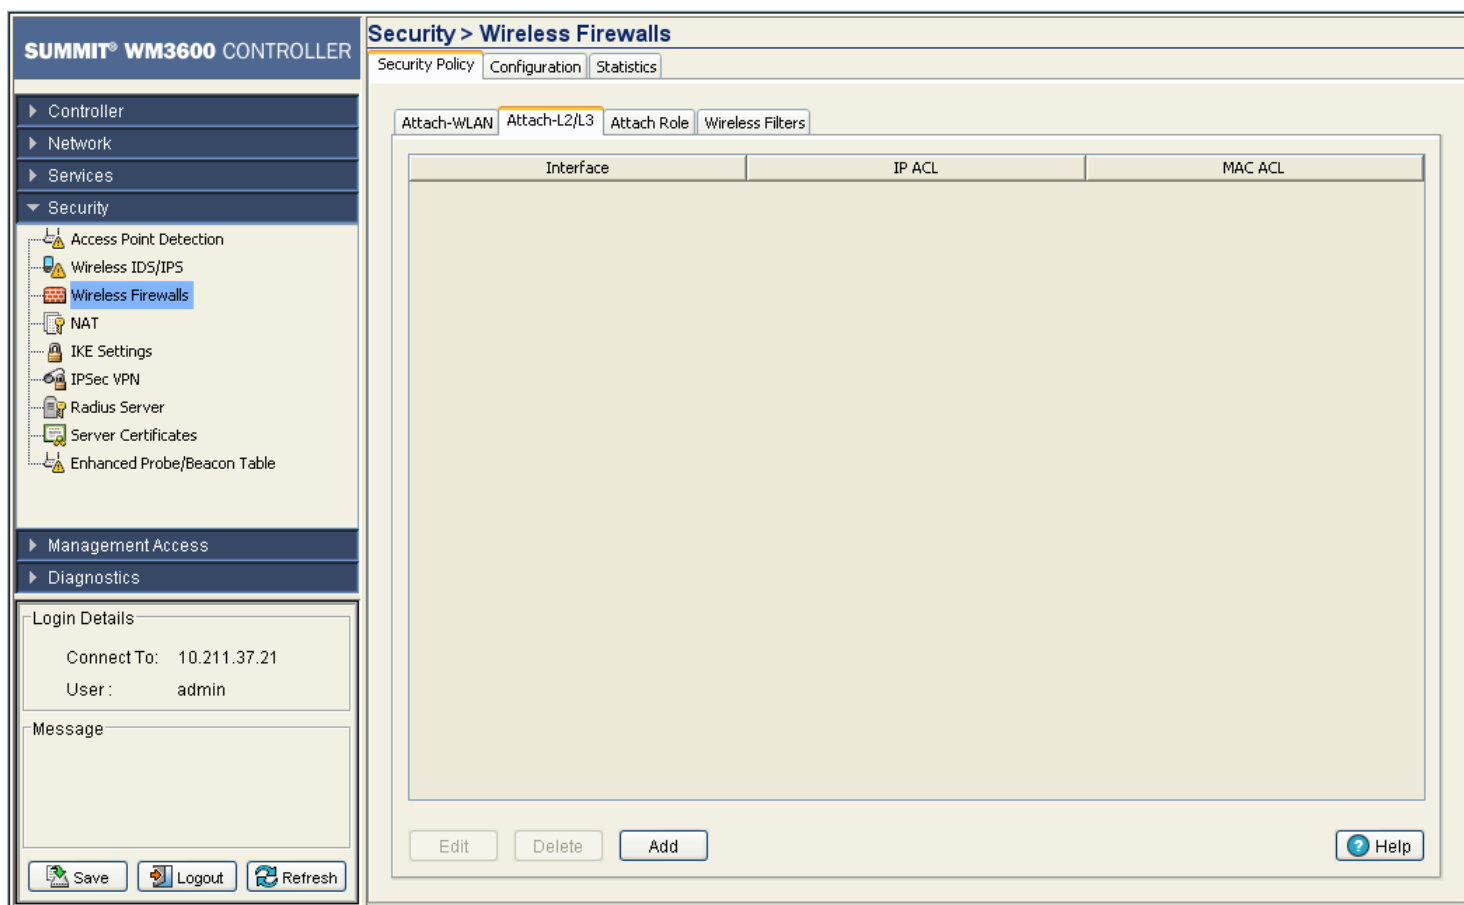 SUMMIT® WM3600 CONTROLLER
Controller
Network
Services
Security
Access Point Detection
Wireless IDS/IPS
Wireless Firewalls
NAT
IKE Settings
IPSec VPN
Radius Server
Server Certificates
Enhanced Probe/Beacon Table
Management Access
Diagnostics
Login Details
Connect To: 10.211.37.21
User : admin
Message
Save Logout Refresh
Security > Wireless Firewalls
Security Policy Configuration Statistics
Attach-WLAN Attach-L2/L3 Attach Role Wireless Filters
Interface IP ACL MAC ACL
Edit Delete Add Help